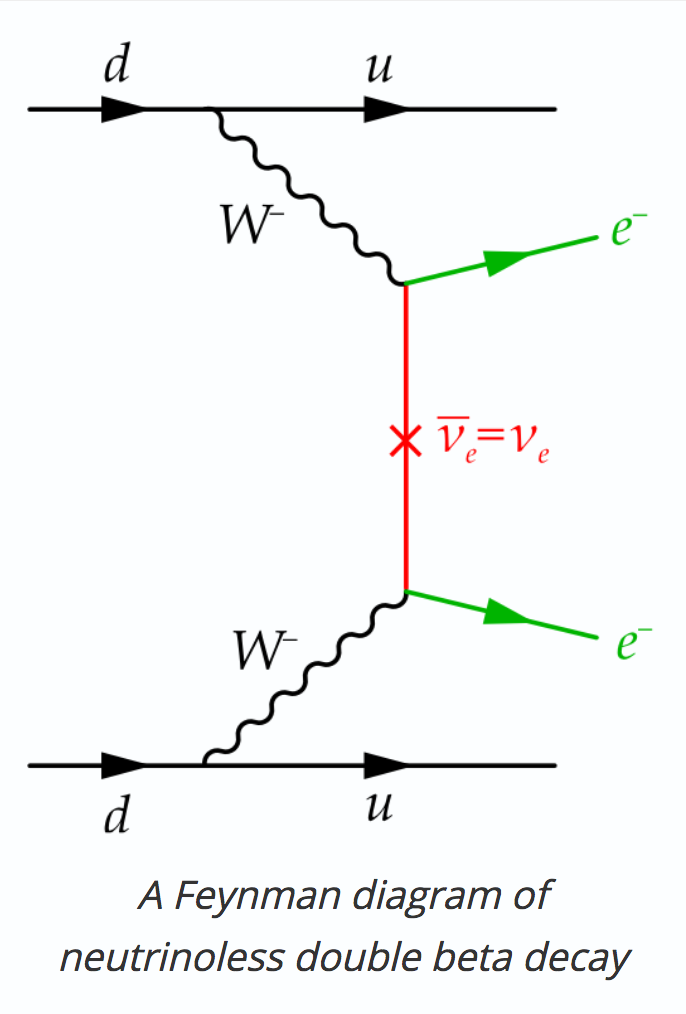 d
u
W⁻
e⁻
ν̅ₑ=νₑ
W⁻
e⁻
d
u
A Feynman diagram of
neutrinoless double beta decay